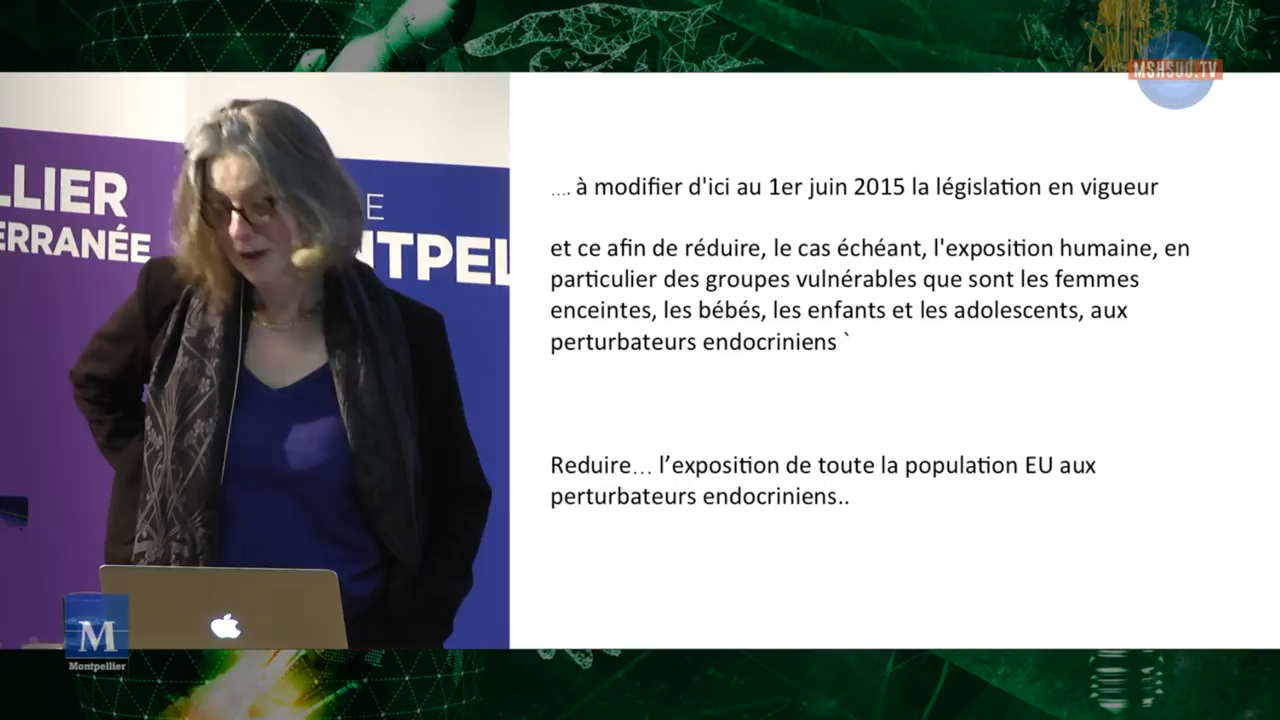 MSHSUD.TV
LLIER
ERRANÉE
E
NTPEL
.... à modifier d'ici au 1er juin 2015 la législation en vigueur
et ce afin de réduire, le cas échéant, l'exposition humaine, en
particulier des groupes vulnérables que sont les femmes
enceintes, les bébés, les enfants et les adolescents, aux
perturbateurs endocriniens `
Reduire... l’exposition de toute la population EU aux
perturbateurs endocriniens..
M
Montpellier